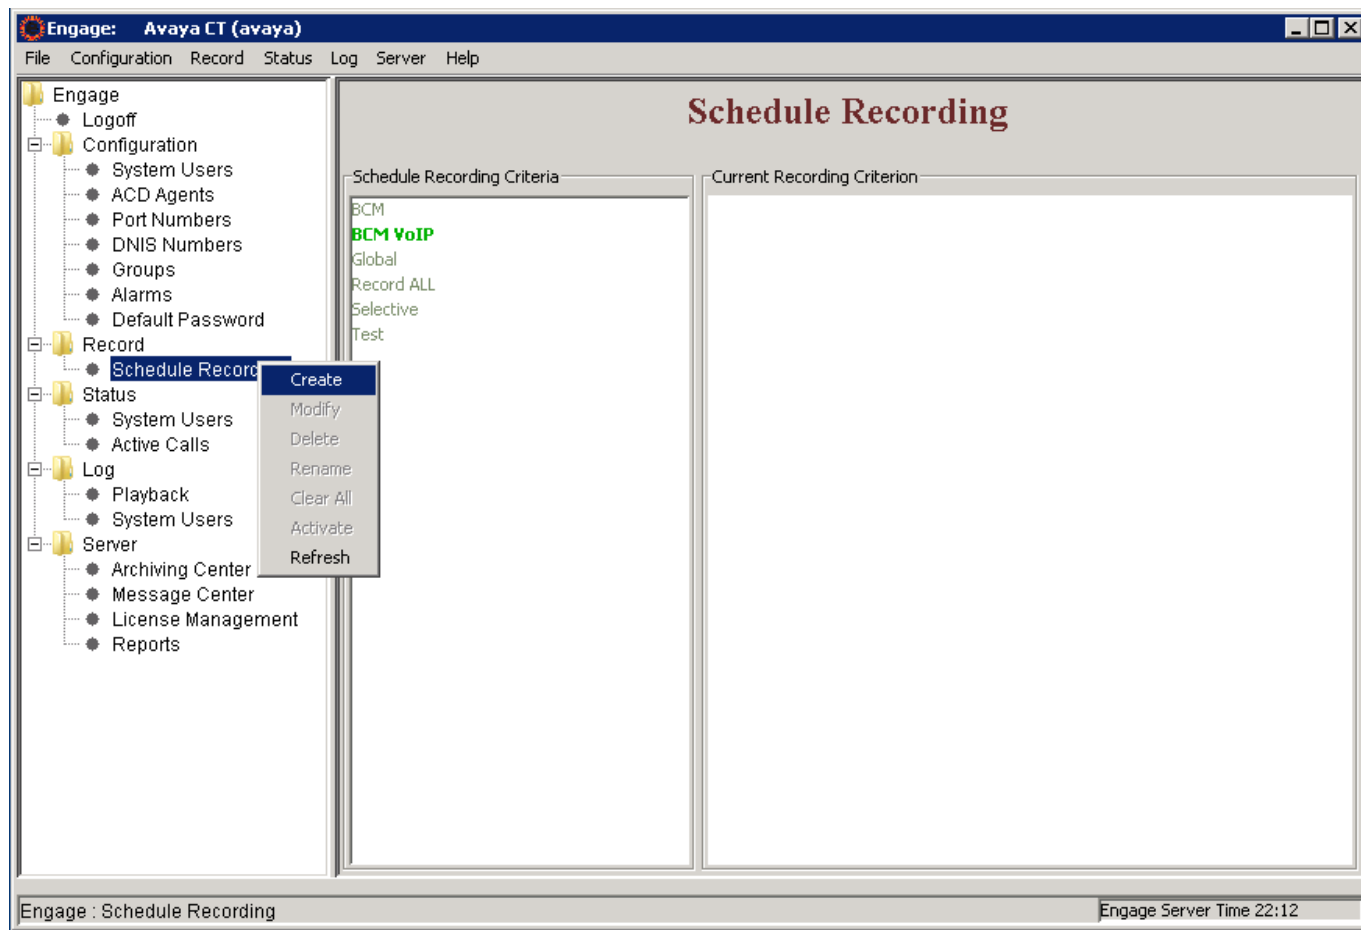 Engage: Avaya CT (avaya)
File Configuration Record Status Log Server Help
Engage
Logoff
Configuration
System Users
ACD Agents
Port Numbers
DNIS Numbers
Groups
Alarms
Default Password
Record
Schedule Record
Status
System Users
Active Calls
Log
Playback
System Users
Server
Archiving Center
Message Center
License Management
Reports
Create
Modify
Delete
Rename
Clear All
Activate
Refresh
Schedule Recording
Schedule Recording Criteria
BCM
BCM VoIP
Global
Record ALL
Selective
Test
Current Recording Criterion
Engage : Schedule Recording
Engage Server Time 22:12